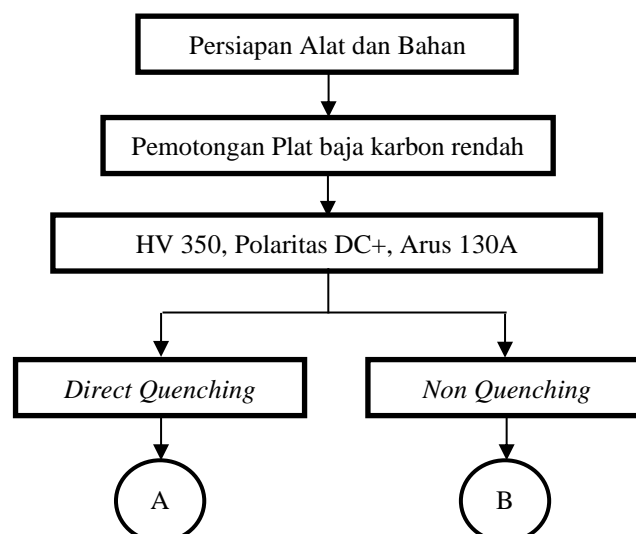 Persiapan Alat dan Bahan
Pemotongan Plat baja karbon rendah
HV 350, Polaritas DC+, Arus 130A
Direct Quenching
Non Quenching
A
B